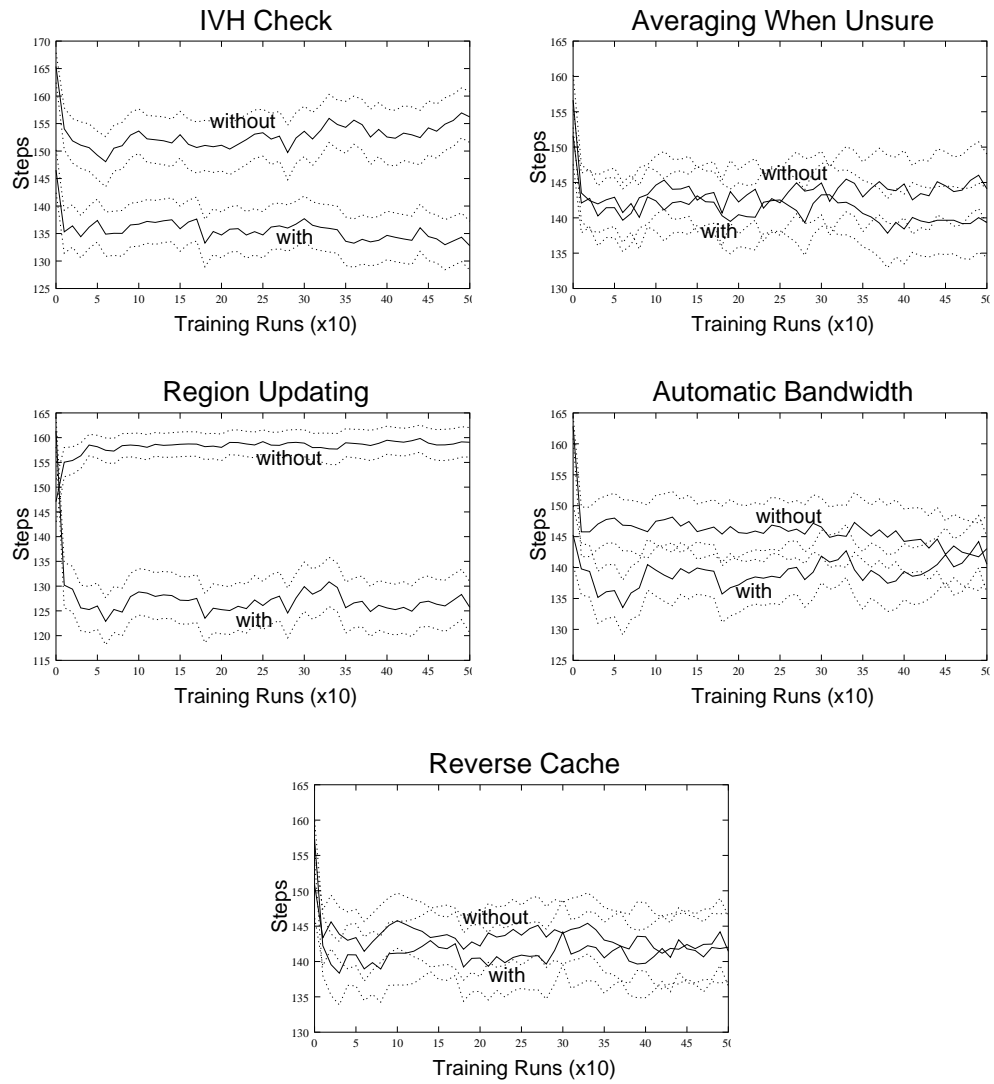 IVH Check
170
165
160
155
150
145
140
135
130
125
Steps
without
with
0 5 10 15 20 25 30 35 40 45 50
Training Runs (x10)
Averaging When Unsure
165
160
155
150
145
140
135
130
Steps
without
with
0 5 10 15 20 25 30 35 40 45 50
Training Runs (x10)
Region Updating
165
160
155
150
145
140
135
130
125
120
115
Steps
without
with
0 5 10 15 20 25 30 35 40 45 50
Training Runs (x10)
Automatic Bandwidth
165
160
155
150
145
140
135
130
125
Steps
without
with
0 5 10 15 20 25 30 35 40 45 50
Training Runs (x10)
Reverse Cache
165
160
155
150
145
140
135
130
Steps
without
with
0 5 10 15 20 25 30 35 40 45 50
Training Runs (x10)